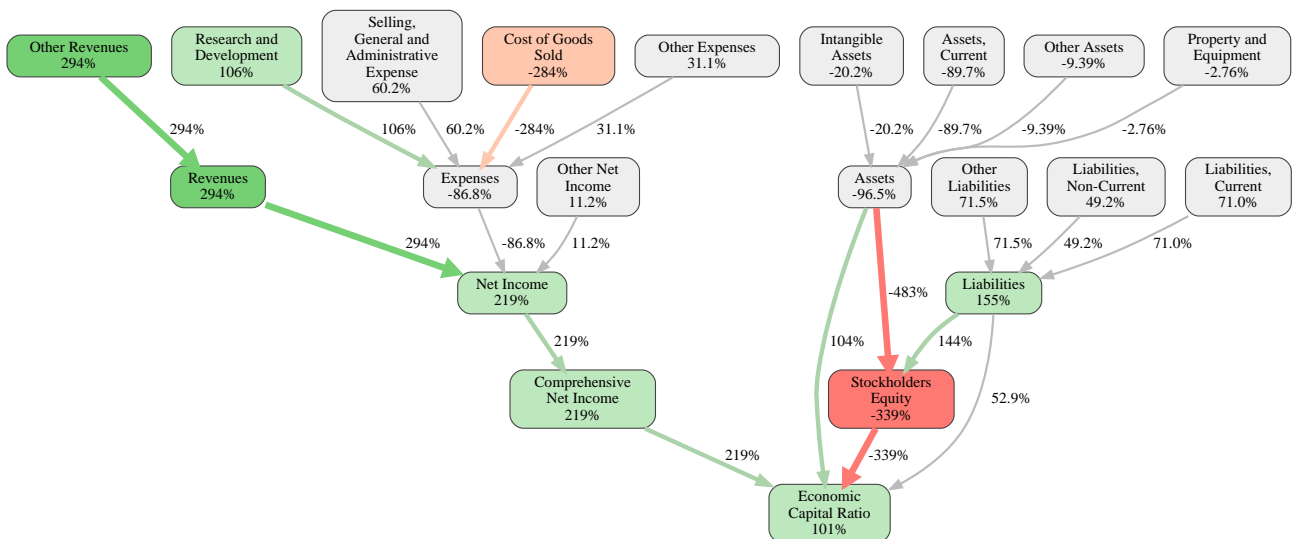 Other Revenues
294%
Research and
Development
106%
Selling,
General and
Administrative
Expense
60.2%
Cost of Goods
Sold
-284%
Other Expenses
31.1%
Intangible
Assets
-20.2%
Assets,
Current
-89.7%
Other Assets
-9.39%
Property and
Equipment
-2.76%
294%
106%
60.2%
-284%
31.1%
-20.2%
-89.7%
-9.39%
-2.76%
Revenues
294%
Expenses
-86.8%
Other Net
Income
11.2%
Assets
-96.5%
Other
Liabilities
71.5%
Liabilities,
Non-Current
49.2%
Liabilities,
Current
71.0%
294%
-86.8%
11.2%
71.5%
49.2%
71.0%
Net Income
219%
-483%
Liabilities
155%
219%
104%
144%
Comprehensive
Net Income
219%
Stockholders
Equity
-339%
52.9%
219%
-339%
Economic
Capital Ratio
101%